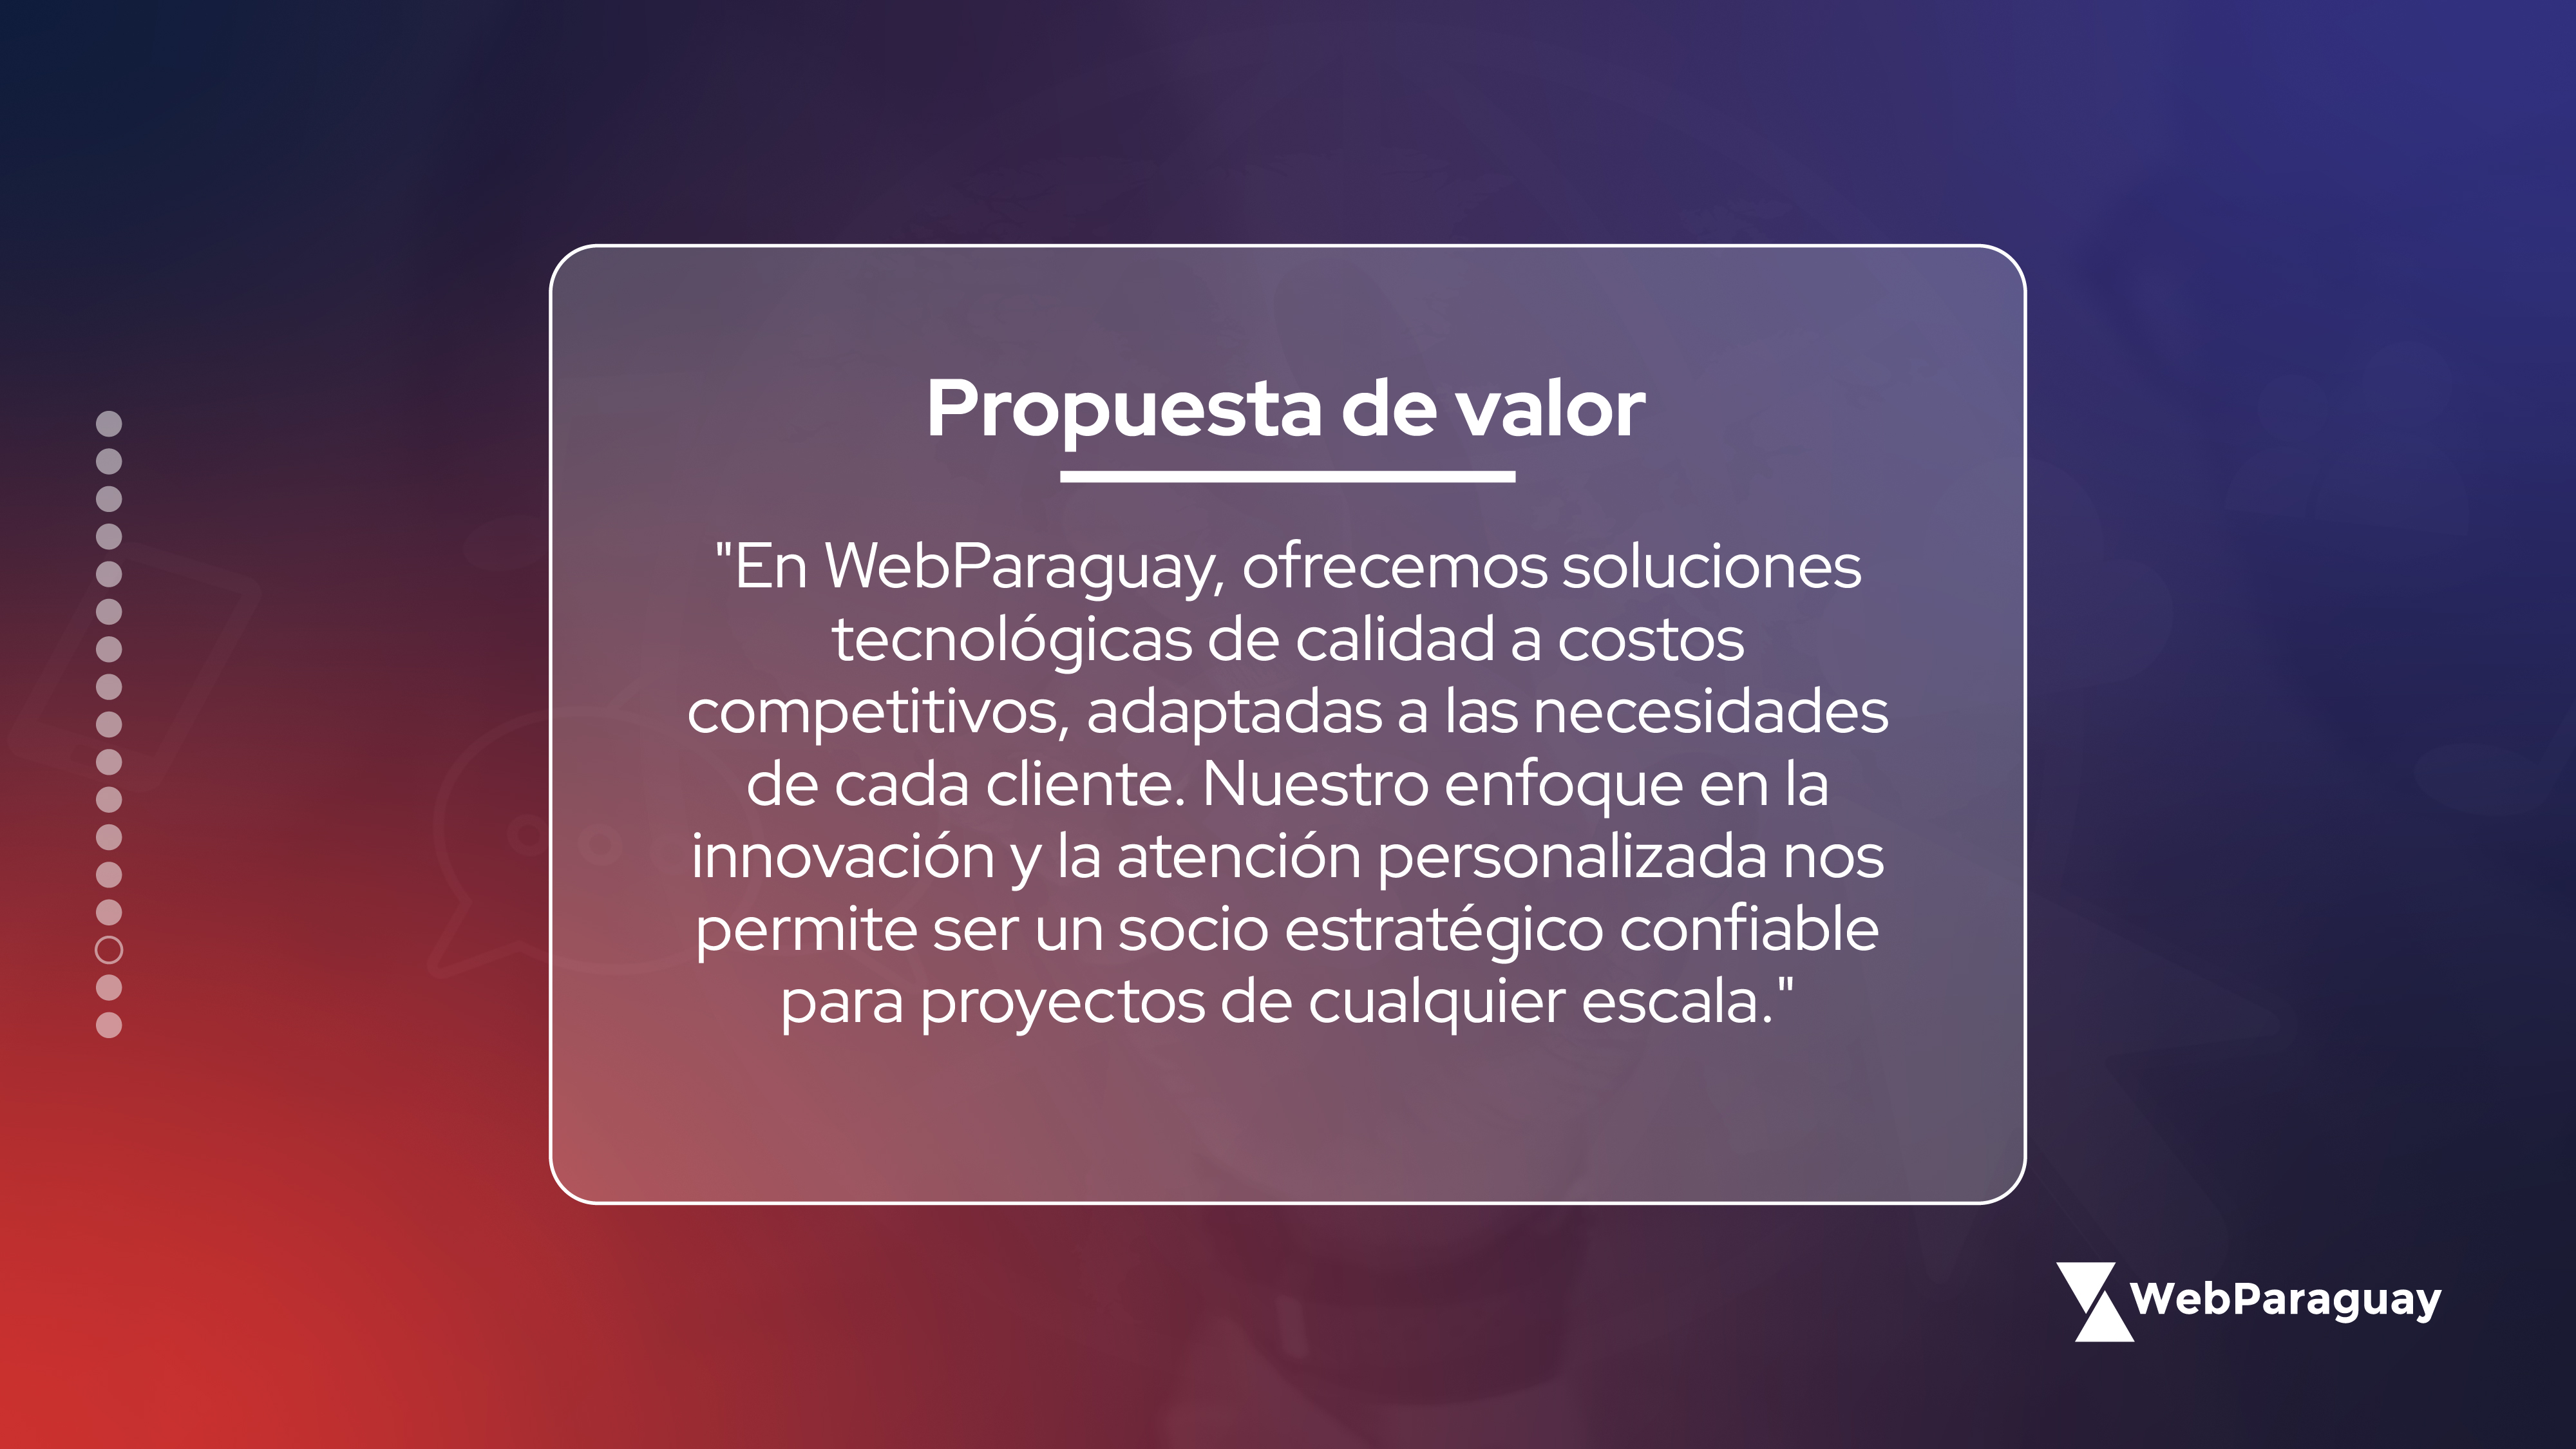 Propuesta de valor
"En WebParaguay, ofrecemos soluciones
tecnológicas de calidad a costos
competitivos, adaptadas a las necesidades
de cada cliente. Nuestro enfoque en la
innovación y la atención personalizada nos
permite ser un socio estratégico confiable
para proyectos de cualquier escala."
WebParaguay